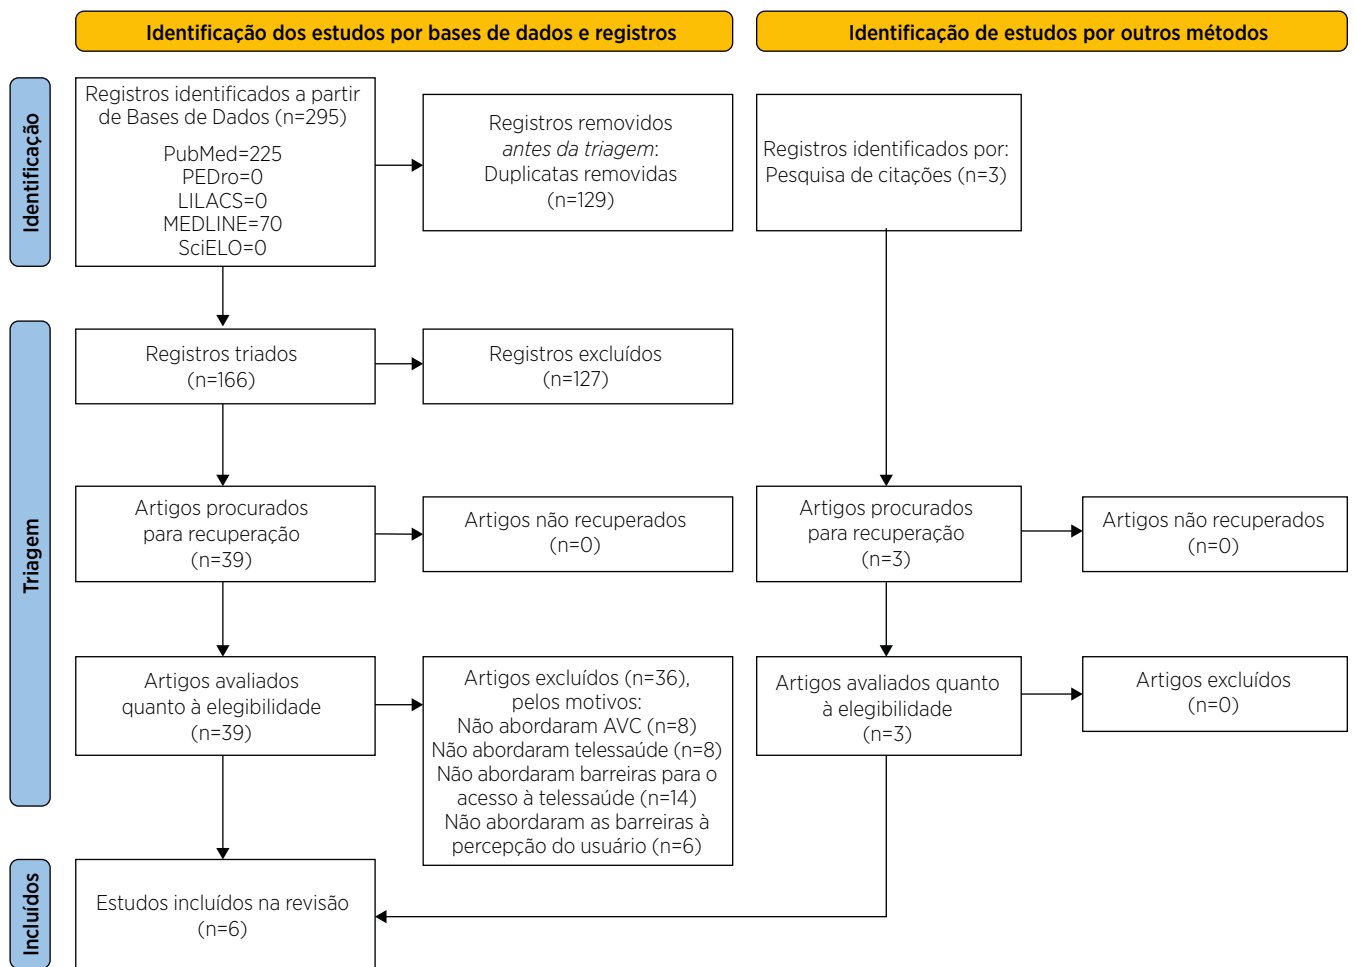 Identificação dos estudos por bases de dados e registros
Identificação de estudos por outros métodos
Identificação
Registros identificados a partir
de Bases de Dados (n=295)
PubMed=225
PEDro=0
LILACS=0
MEDLINE=70
SciELO=0
Registros removidos
antes da triagem:
Duplicatas removidas
(n=129)
Registros identificados por:
Pesquisa de citações (n=3)
Triagem
Registros triados
(n=166)
Registros excluídos
(n=127)
Artigos procurados
para recuperação
(n=39)
Artigos não recuperados
(n=0)
Artigos procurados
para recuperação
(n=3)
Artigos não recuperados
(n=0)
Artigos avaliados
quanto à elegibilidade
(n=39)
Artigos excluídos (n=36),
pelos motivos:
Não abordaram AVC (n=8)
Não abordaram telessaúde (n=8)
Não abordaram barreiras para o
acesso à telessaúde (n=14)
Não abordaram as barreiras à
percepção do usuário (n=6)
Artigos avaliados quanto
à elegibilidade
(n=3)
Artigos excluídos
(n=0)
Incluídos
Estudos incluídos na revisão
(n=6)